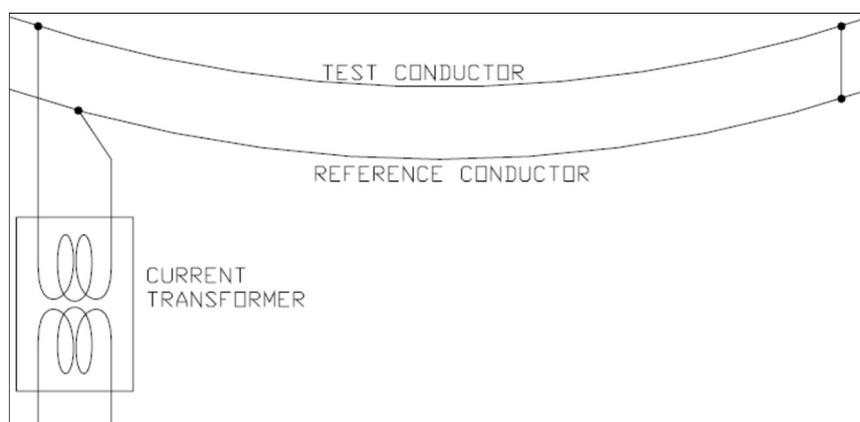 TEST CONDUCTOR
REFERENCE CONDUCTOR
CURRENT
TRANSFORMER